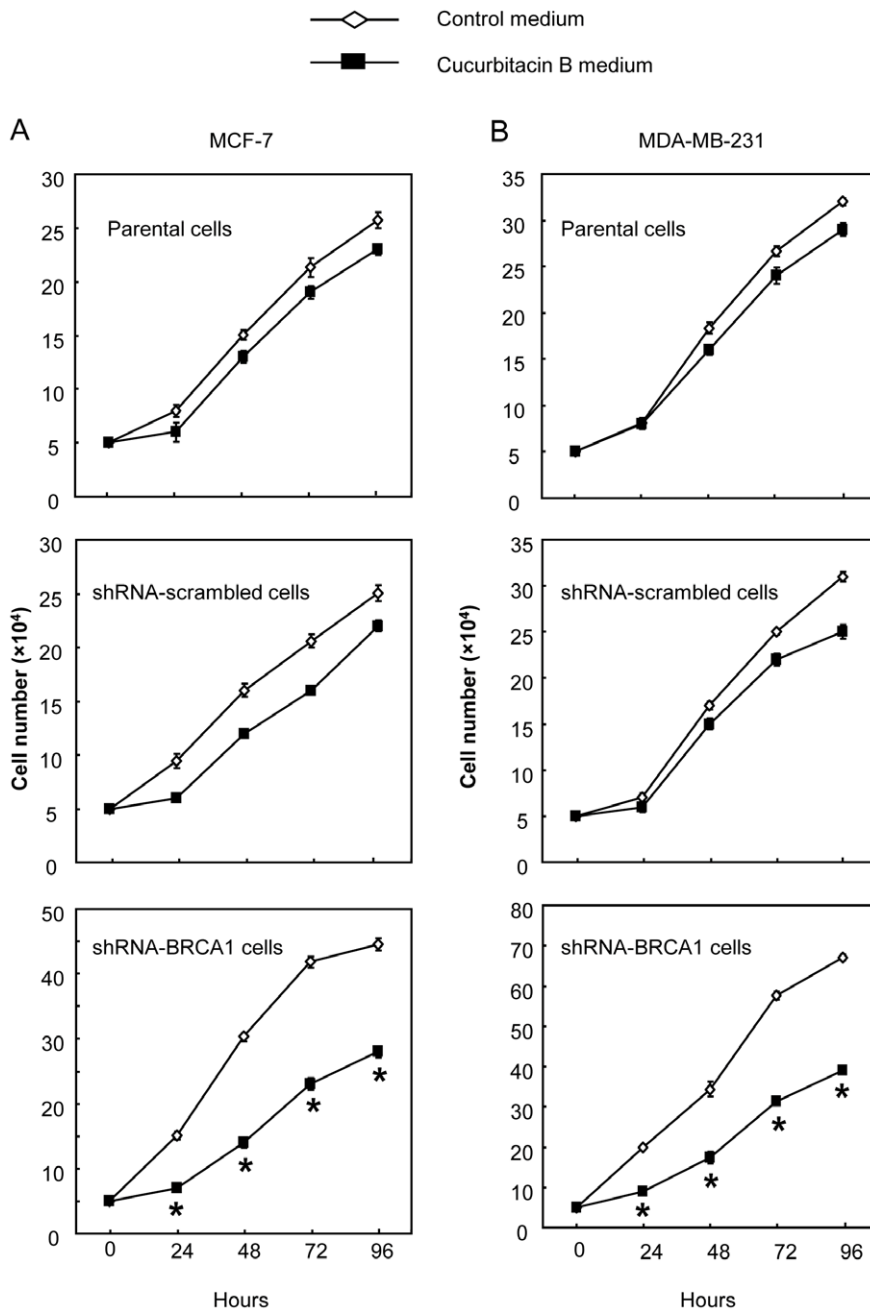 Control medium
Cucurbitacin B medium
A
MCF-7
B
MDA-MB-231
30
25
20
15
10
5
0
Parental cells
35
30
25
20
15
10
5
0
Parental cells
30
25
20
15
10
5
0
shRNA-scrambled cells
Cell number (×10⁴)
35
30
25
20
15
10
5
0
shRNA-scrambled cells
Cell number (×10⁴)
50
40
30
20
10
0
shRNA-BRCA1 cells
*
*
*
*
0 24 48 72 96
Hours
80
70
60
50
40
30
20
10
0
shRNA-BRCA1 cells
*
*
*
*
0 24 48 72 96
Hours